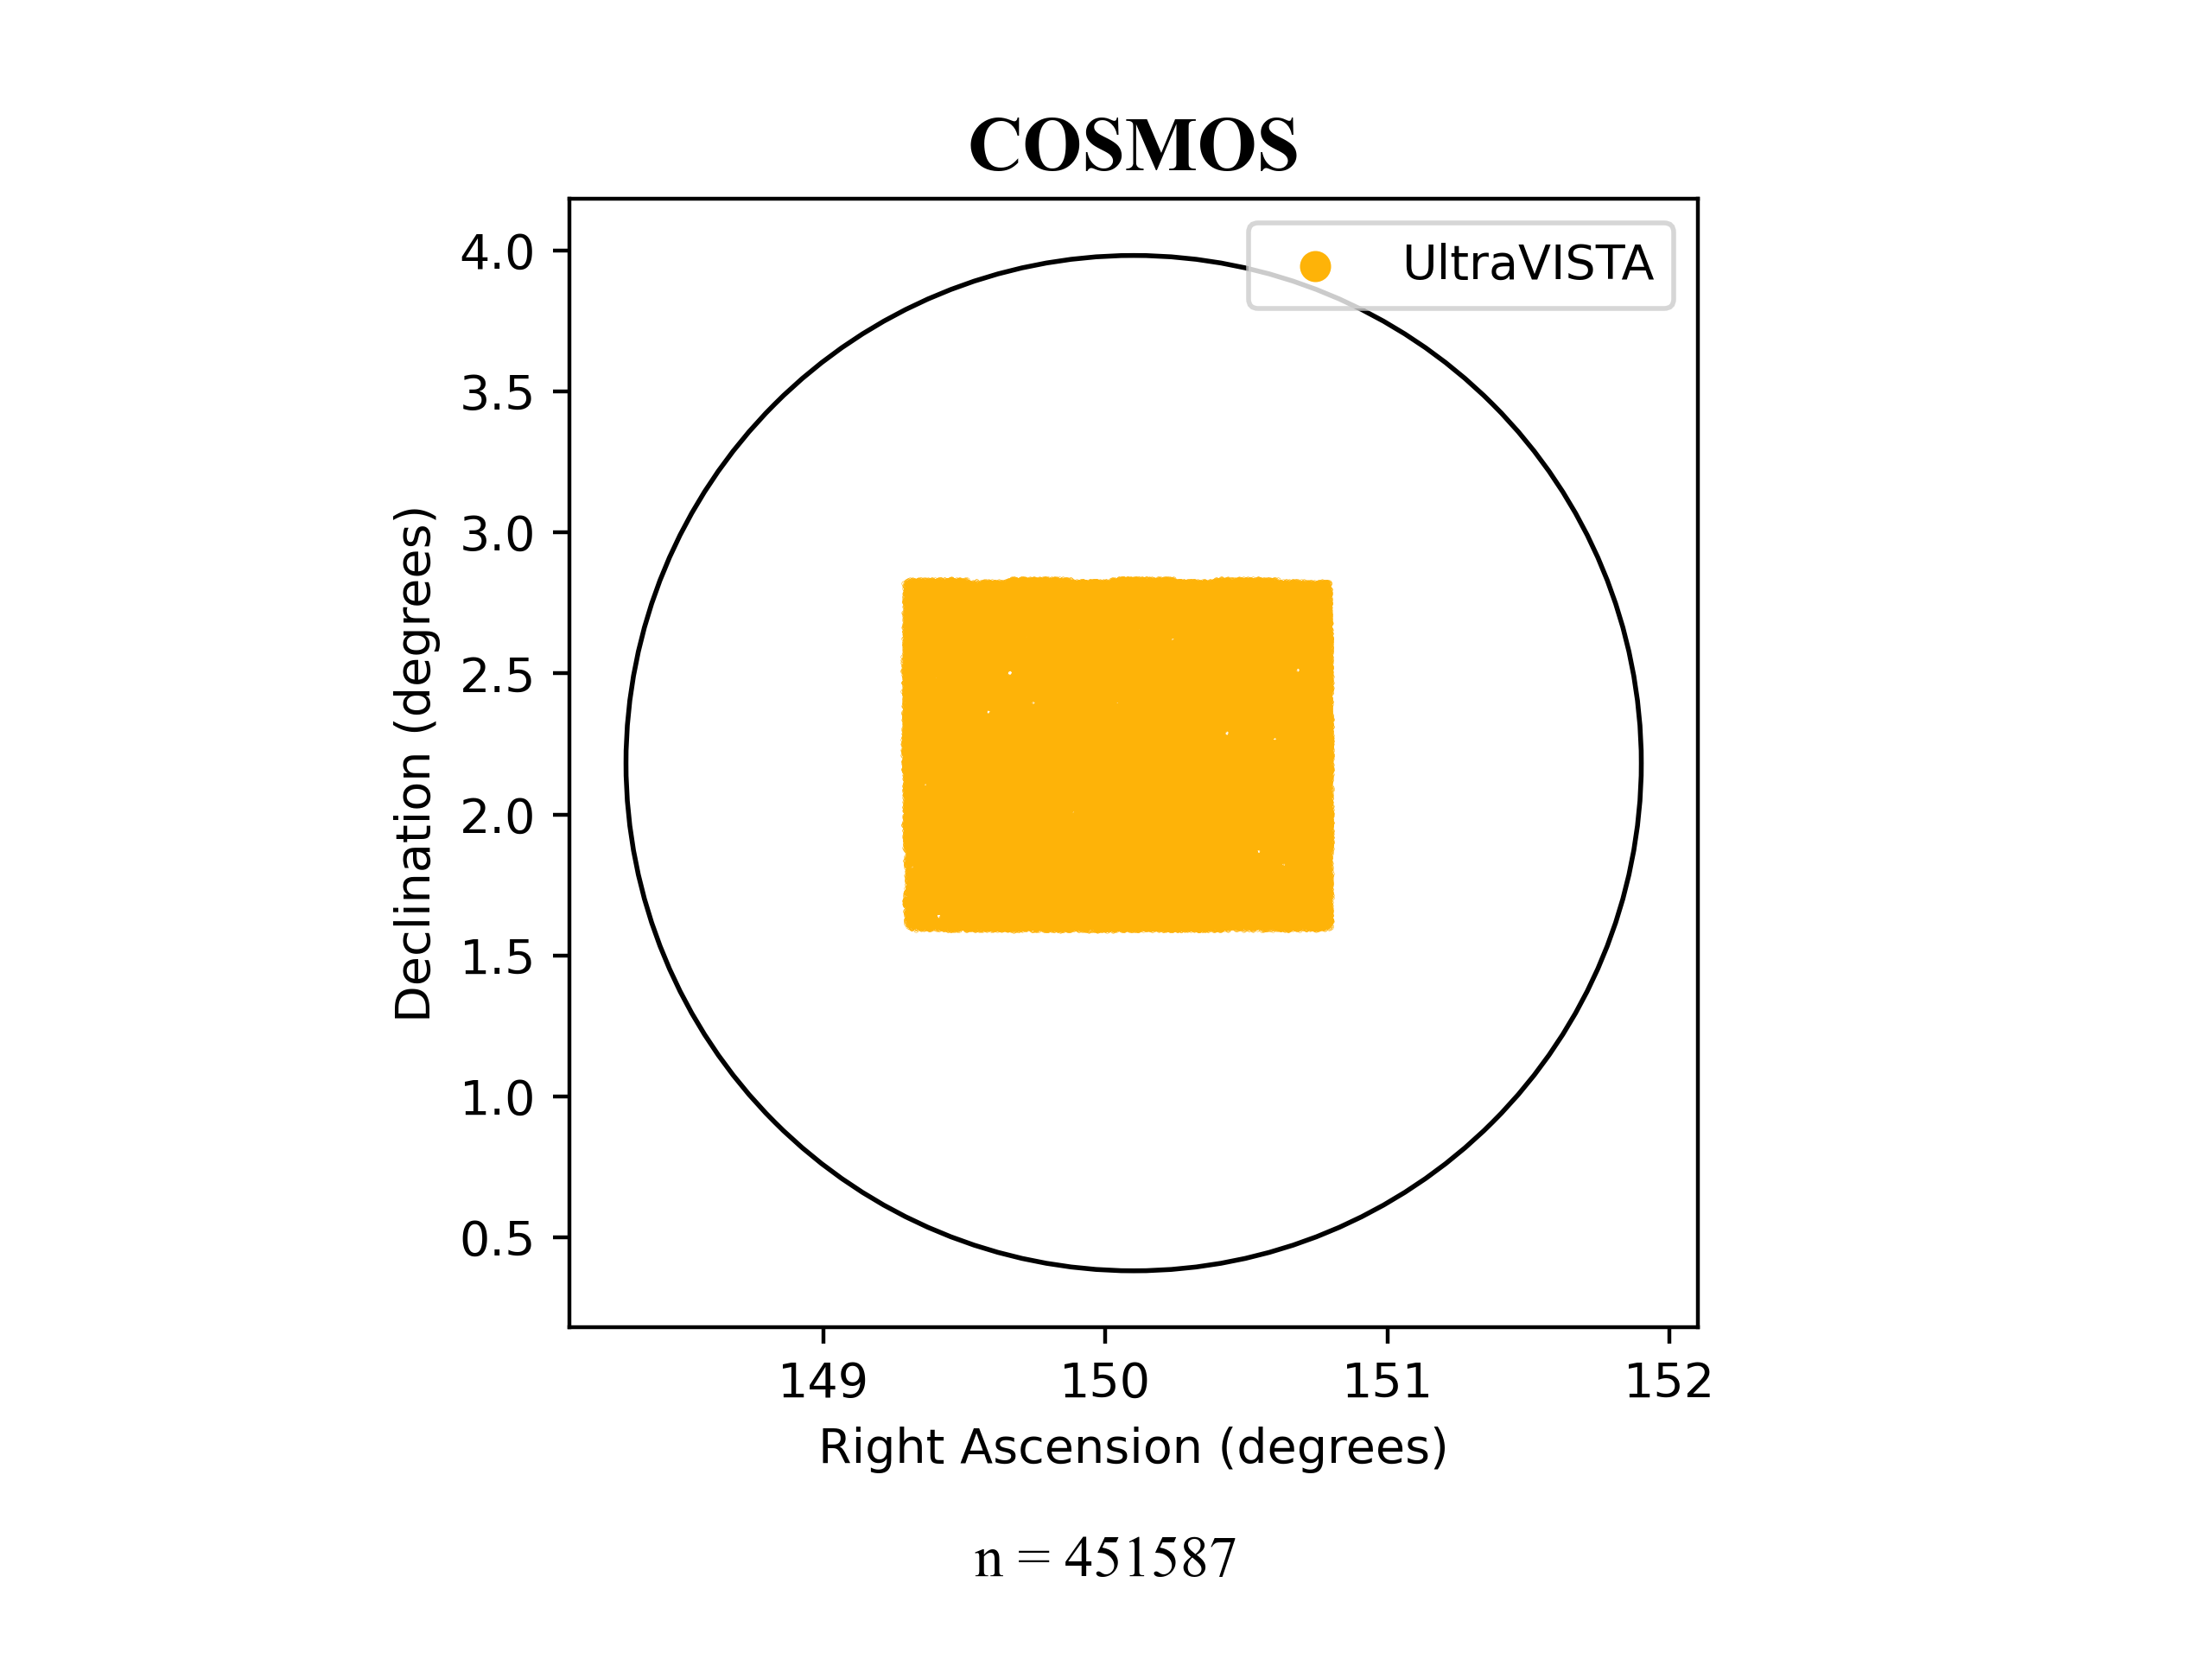 COSMOS
UltraVISTA
Declination (degrees)
4.0
3.5
3.0
2.5
2.0
1.5
1.0
0.5
149 150 151 152
Right Ascension (degrees)
n = 451587